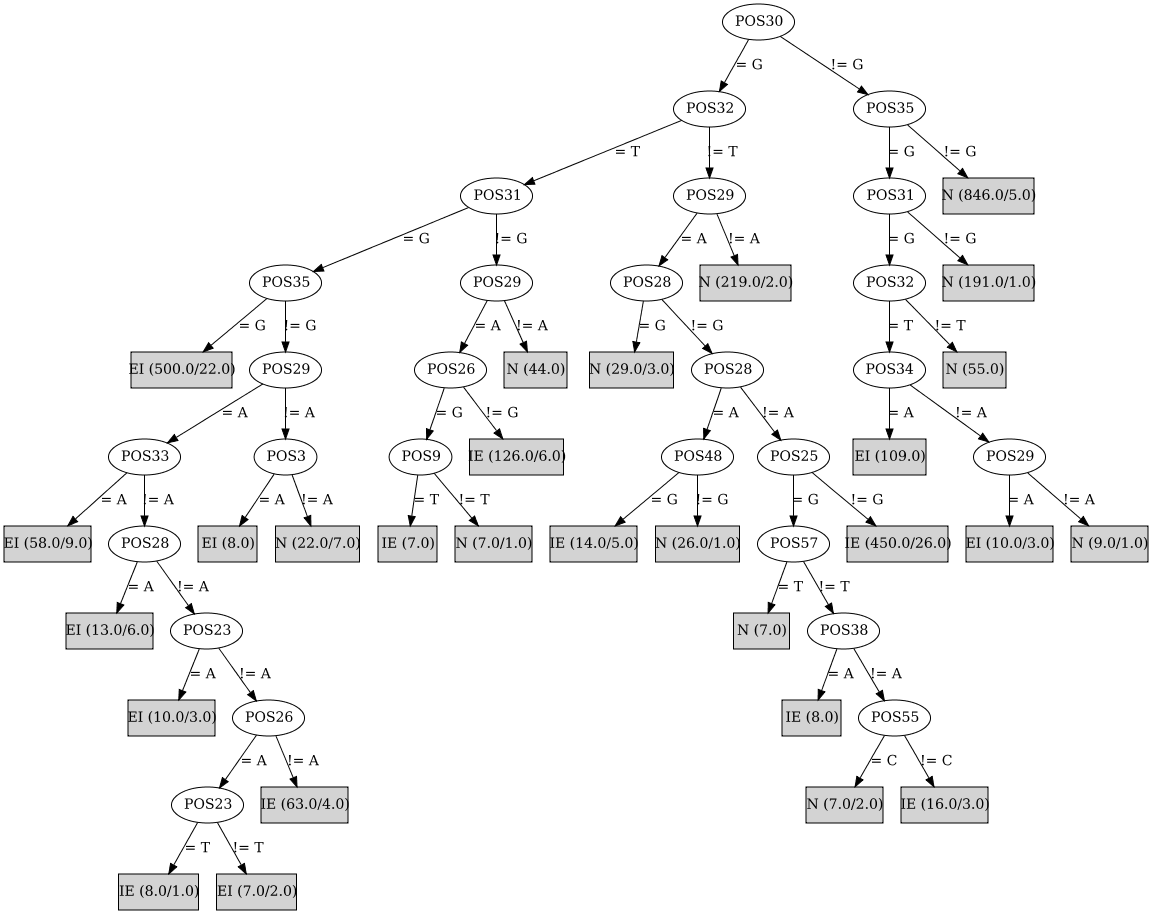 POS30
= G != G
POS32 POS35
= T != T = G != G
POS31 POS29 POS31 N (846.0/5.0)
= G != G = A != A = G != G
POS35 POS29 POS28 N (219.0/2.0) POS32 N (191.0/1.0)
= G != G = A != A = G != G = T != T
EI (500.0/22.0) POS29 POS26 N (44.0) N (29.0/3.0) POS28 POS34 N (55.0)
= A != A = G != G = A != A = A != A
POS33 POS3 POS9 IE (126.0/6.0) POS48 POS25 EI (109.0) POS29
= A != A = A != A = T != T = G != G = G != G = A != A
EI (58.0/9.0) POS28 EI (8.0) N (22.0/7.0) IE (7.0) N (7.0/1.0) IE (14.0/5.0) N (26.0/1.0) POS57 IE (450.0/26.0) EI (10.0/3.0) N (9.0/1.0)
= A != A = T != T
EI (13.0/6.0) POS23 N (7.0) POS38
= A != A = A != A
EI (10.0/3.0) POS26 IE (8.0) POS55
= A != A = C != C
POS23 IE (63.0/4.0) N (7.0/2.0) IE (16.0/3.0)
= T != T
IE (8.0/1.0) EI (7.0/2.0)